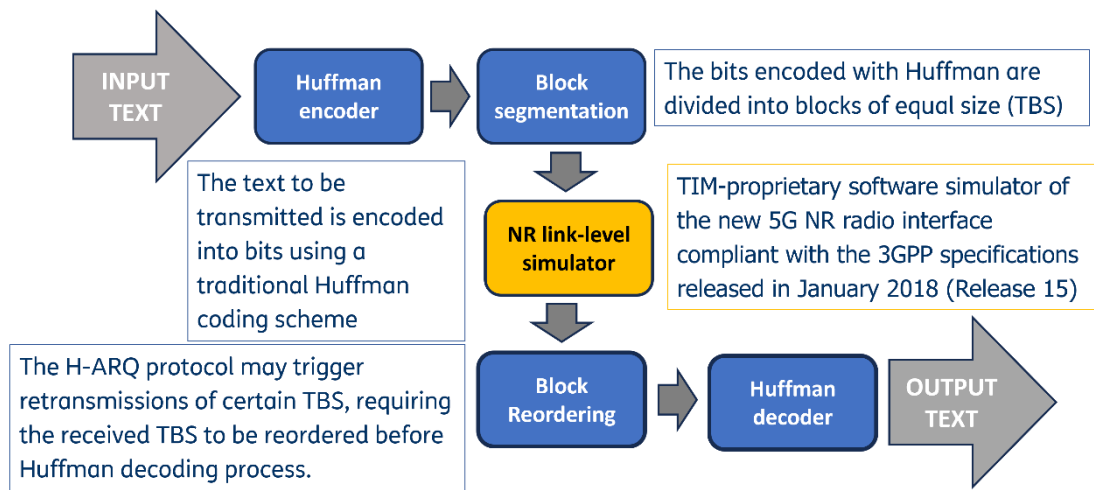 INPUT
TEXT
Huffman
encoder
Block
segmentation
The bits encoded with Huffman are
divided into blocks of equal size (TBS)
The text to be
transmitted is encoded
into bits using a
traditional Huffman
coding scheme
NR link-level
simulator
TIM-proprietary software simulator of
the new 5G NR radio interface
compliant with the 3GPP specifications
released in January 2018 (Release 15)
The H-ARQ protocol may trigger
retransmissions of certain TBS, requiring
the received TBS to be reordered before
Huffman decoding process.
Block
Reordering
Huffman
decoder
OUTPUT
TEXT